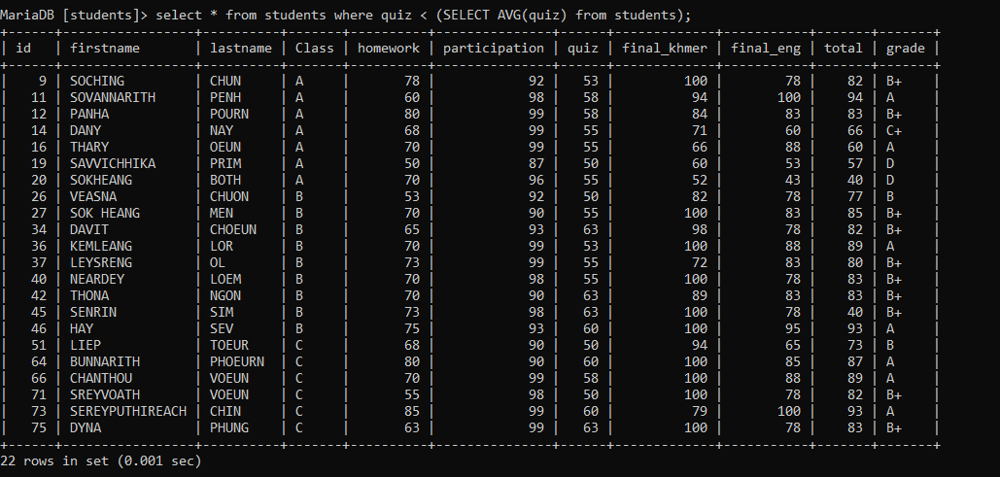 MariaDB [students]> select * from students where quiz < (SELECT AVG(quiz) from students);
+------+----------------+----------+-------+----------+---------------+------+-------------+-----------+-------+-------+
| id | firstname | lastname | Class | homework | participation | quiz | final_khmer | final_eng | total | grade |
+------+----------------+----------+-------+----------+---------------+------+-------------+-----------+-------+-------+
| 9 | SOCHING | CHUN | A | 78 | 92 | 53 | 100 | 78 | 82 | B+ |
| 11 | SOVANNARITH | PENH | A | 60 | 98 | 58 | 94 | 100 | 94 | A |
| 12 | PANHA | POURN | A | 80 | 99 | 58 | 84 | 83 | 83 | B+ |
| 14 | DANY | NAY | A | 68 | 99 | 55 | 71 | 60 | 66 | C+ |
| 16 | THARY | OEUN | A | 70 | 99 | 55 | 66 | 88 | 60 | A |
| 19 | SAVVICHHIKA | PRIM | A | 50 | 87 | 50 | 60 | 53 | 57 | D |
| 20 | SOKHEANG | BOTH | A | 70 | 96 | 55 | 52 | 43 | 40 | D |
| 26 | VEASNA | CHUON | B | 53 | 92 | 50 | 82 | 78 | 77 | B |
| 27 | SOK HEANG | MEN | B | 70 | 90 | 55 | 100 | 83 | 85 | B+ |
| 34 | DAVIT | CHOEUN | B | 65 | 93 | 63 | 98 | 78 | 82 | B+ |
| 36 | KEMLEANG | LOR | B | 70 | 99 | 53 | 100 | 88 | 89 | A |
| 37 | LEYSRENG | OL | B | 73 | 99 | 55 | 72 | 83 | 80 | B+ |
| 40 | NEARDEY | LOEM | B | 70 | 98 | 55 | 100 | 78 | 83 | B+ |
| 42 | THONA | NGON | B | 70 | 90 | 63 | 89 | 83 | 83 | B+ |
| 45 | SENRIN | SIM | B | 73 | 98 | 63 | 100 | 78 | 40 | B+ |
| 46 | HAY | SEV | B | 75 | 93 | 60 | 100 | 95 | 93 | A |
| 51 | LIEP | TOEUR | C | 68 | 90 | 50 | 94 | 65 | 73 | B |
| 64 | BUNNARITH | PHOEURN | C | 80 | 90 | 60 | 100 | 85 | 87 | A |
| 66 | CHANTHOU | VOEUN | C | 70 | 99 | 58 | 100 | 88 | 89 | A |
| 71 | SREYVOATH | VOEUN | C | 55 | 98 | 50 | 100 | 78 | 82 | B+ |
| 73 | SEREYPUTHIREACH | CHIN | C | 85 | 99 | 60 | 79 | 100 | 93 | A |
| 75 | DYNA | PHUNG | C | 63 | 99 | 63 | 100 | 78 | 83 | B+ |
+------+----------------+----------+-------+----------+---------------+------+-------------+-----------+-------+-------+
22 rows in set (0.001 sec)